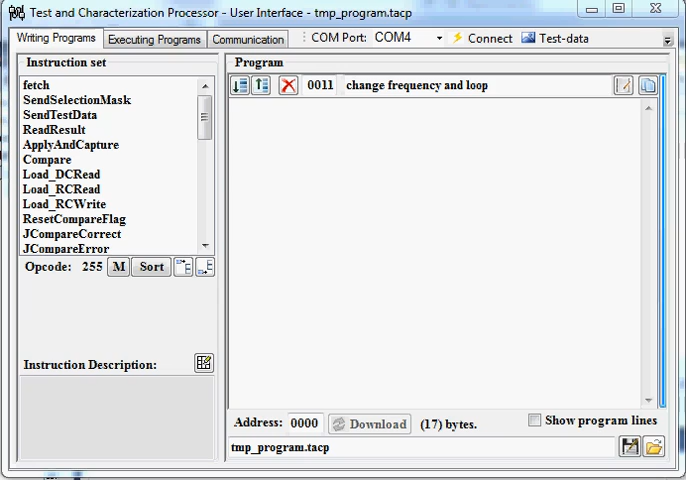 Test and Characterization Processor - User Interface - tmp_program.tacp
Writing Programs Executing Programs Communication COM Port: COM4 Connect Test-data
Instruction set
fetch
SendSelectionMask
SendTestData
ReadResult
ApplyAndCapture
Compare
Load_DCRead
Load_RCRead
Load_RCWrite
ResetCompareFlag
JCompareCorrect
JCompareError
Opcode: 255 M Sort
Instruction Description:
Program
0011 change frequency and loop
Address: 0000 Download (17) bytes. Show program lines
tmp_program.tacp